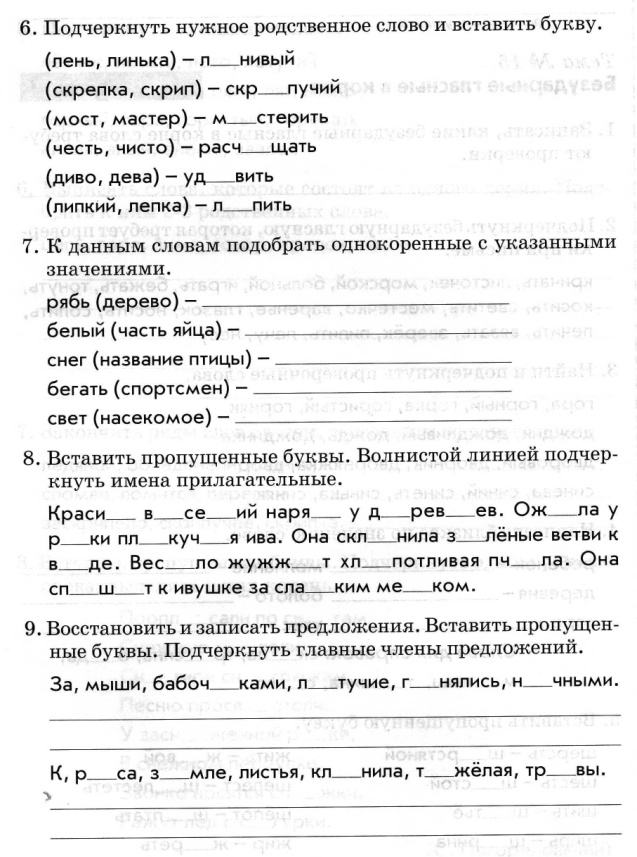 6. Подчеркнуть нужное родственное слово и вставить букву.
(лень, линька) – л___нивый
(скрепка, скрип) – скр___пучий
(мост, мастер) – м___стерить
(честь, чисто) – расч___щать
(диво, дева) – уд___вить
(липкий, лепка) – л___пить
7. К данным словам подобрать однокоренные с указанными
значениями.
рябь (дерево) –
белый (часть яйца) –
снег (название птицы) –
бегать (спортсмен) –
свет (насекомое) –
8. Вставить пропущенные буквы. Волнистой линией подчер-
кнуть имена прилагательные.
Краси___ в___се___ий наря___ у д___рев___ев. Ож___ла у
р___ки пл___куч___я ива. Она скл___нила зе___лёные ветви к
в___де. Вес___ло жужж___т хл___потливая пч___ла. Она
сп___ш___т к ивушке за сла___ким ме___ком.
9. Восстановить и записать предложения. Вставить пропущен-
ные буквы. Подчеркнуть главные члены предложений.
За, мыши, бабоч___ками, л___тучие, г___нялись, н___чными.
К, р___са, з___мле, листья, кл___нила, т___жёлая, тр___вы.